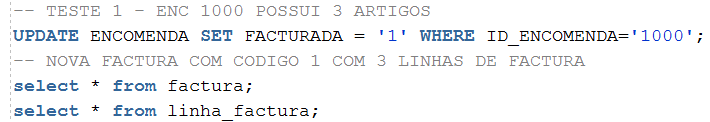 -- TESTE 1 - ENC 1000 POSSUI 3 ARTIGOS
UPDATE ENCOMENDA SET FACTURADA = '1' WHERE ID_ENCOMENDA='1000';
-- NOVA FACTURA COM CODIGO 1 COM 3 LINHAS DE FACTURA
select * from factura;
select * from linha_factura;